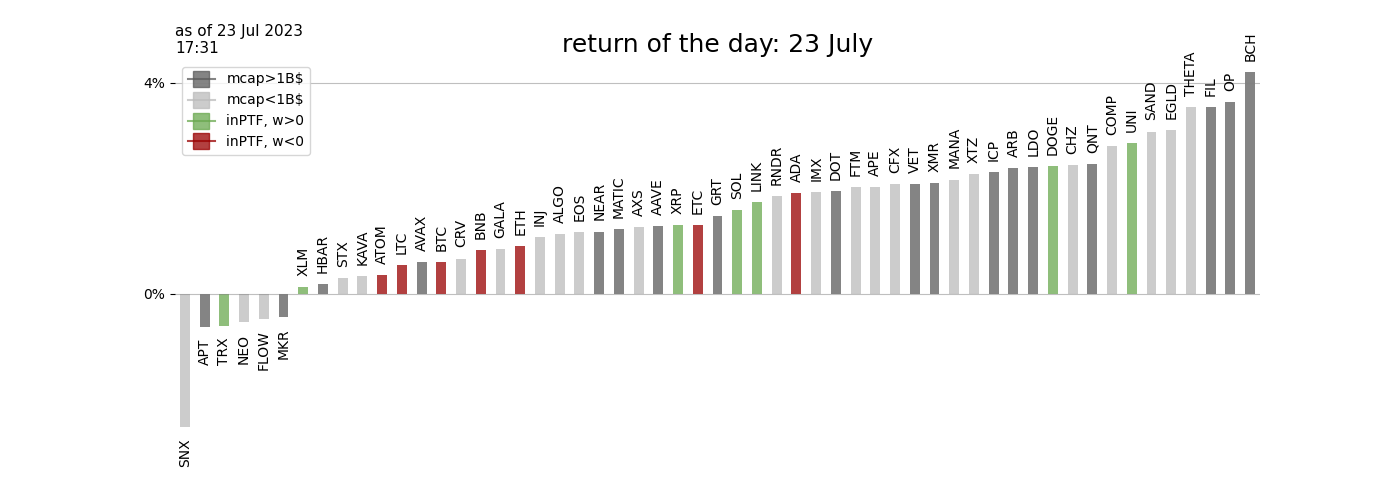 as of 23 Jul 2023
17:31
return of the day: 23 July
4%
0%
mcap>1B$
mcap<1B$
inPTF, w>0
inPTF, w<0
SNX
APT
TRX
NEO
FLOW
MKR
XLM
HBAR
STX
KAVA
ATOM
LTC
AVAX
BTC
CRV
BNB
GALA
ETH
INJ
ALGO
EOS
NEAR
MATIC
AXS
AAVE
XRP
ETC
GRT
SOL
LINK
RNDR
ADA
IMX
DOT
FTM
APE
CFX
VET
XMR
MANA
XTZ
ICP
ARB
LDO
DOGE
CHZ
QNT
COMP
UNI
SAND
EGLD
THETA
FIL
OP
BCH